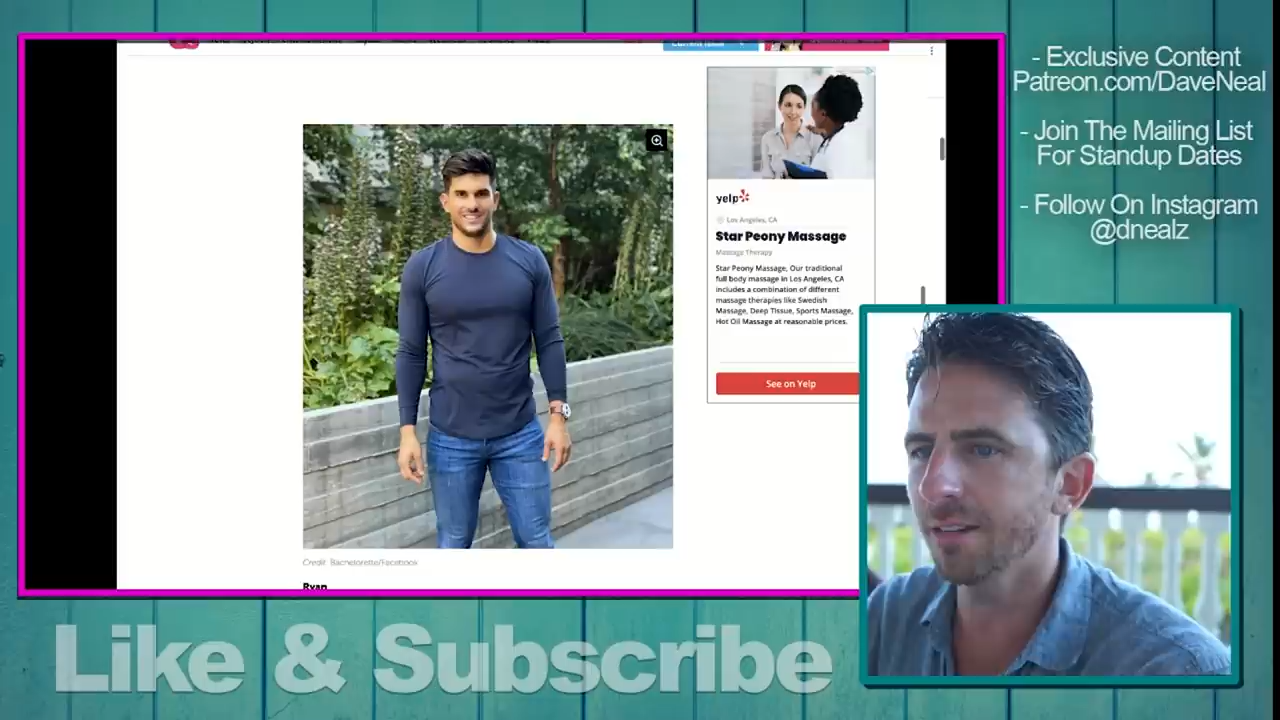 - Exclusive Content
Patreon.com/DaveNeal
- Join The Mailing List
For Standup Dates
- Follow On Instagram
@dnealz
yelp
Los Angeles, CA
Star Peony Massage
Massage Therapy
Star Peony Massage, Our traditional
full body massage in Los Angeles, CA
includes a combination of different
massage therapies like Swedish
Massage, Deep Tissue, Sports Massage,
Hot Oil Massage at reasonable prices.
See on Yelp
Credit: Bachelorette/Facebook
Ryan
Like & Subscribe